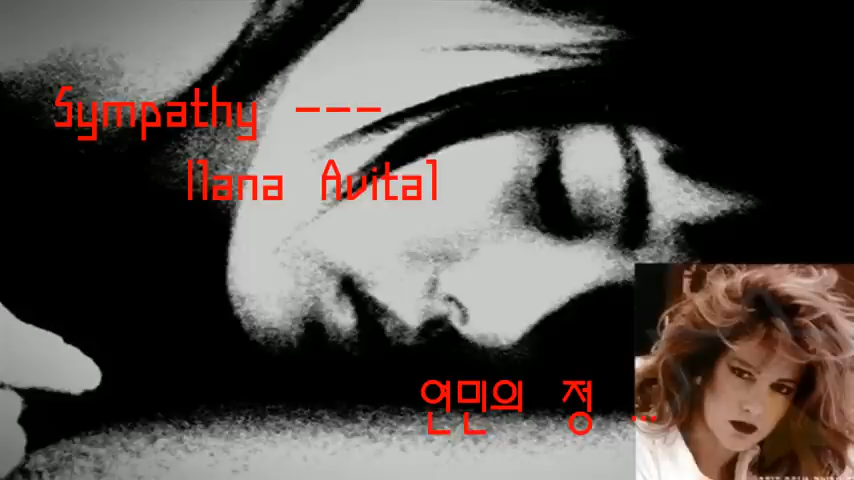 Sympathy ---
Ilana Avital
연민의 정 ...